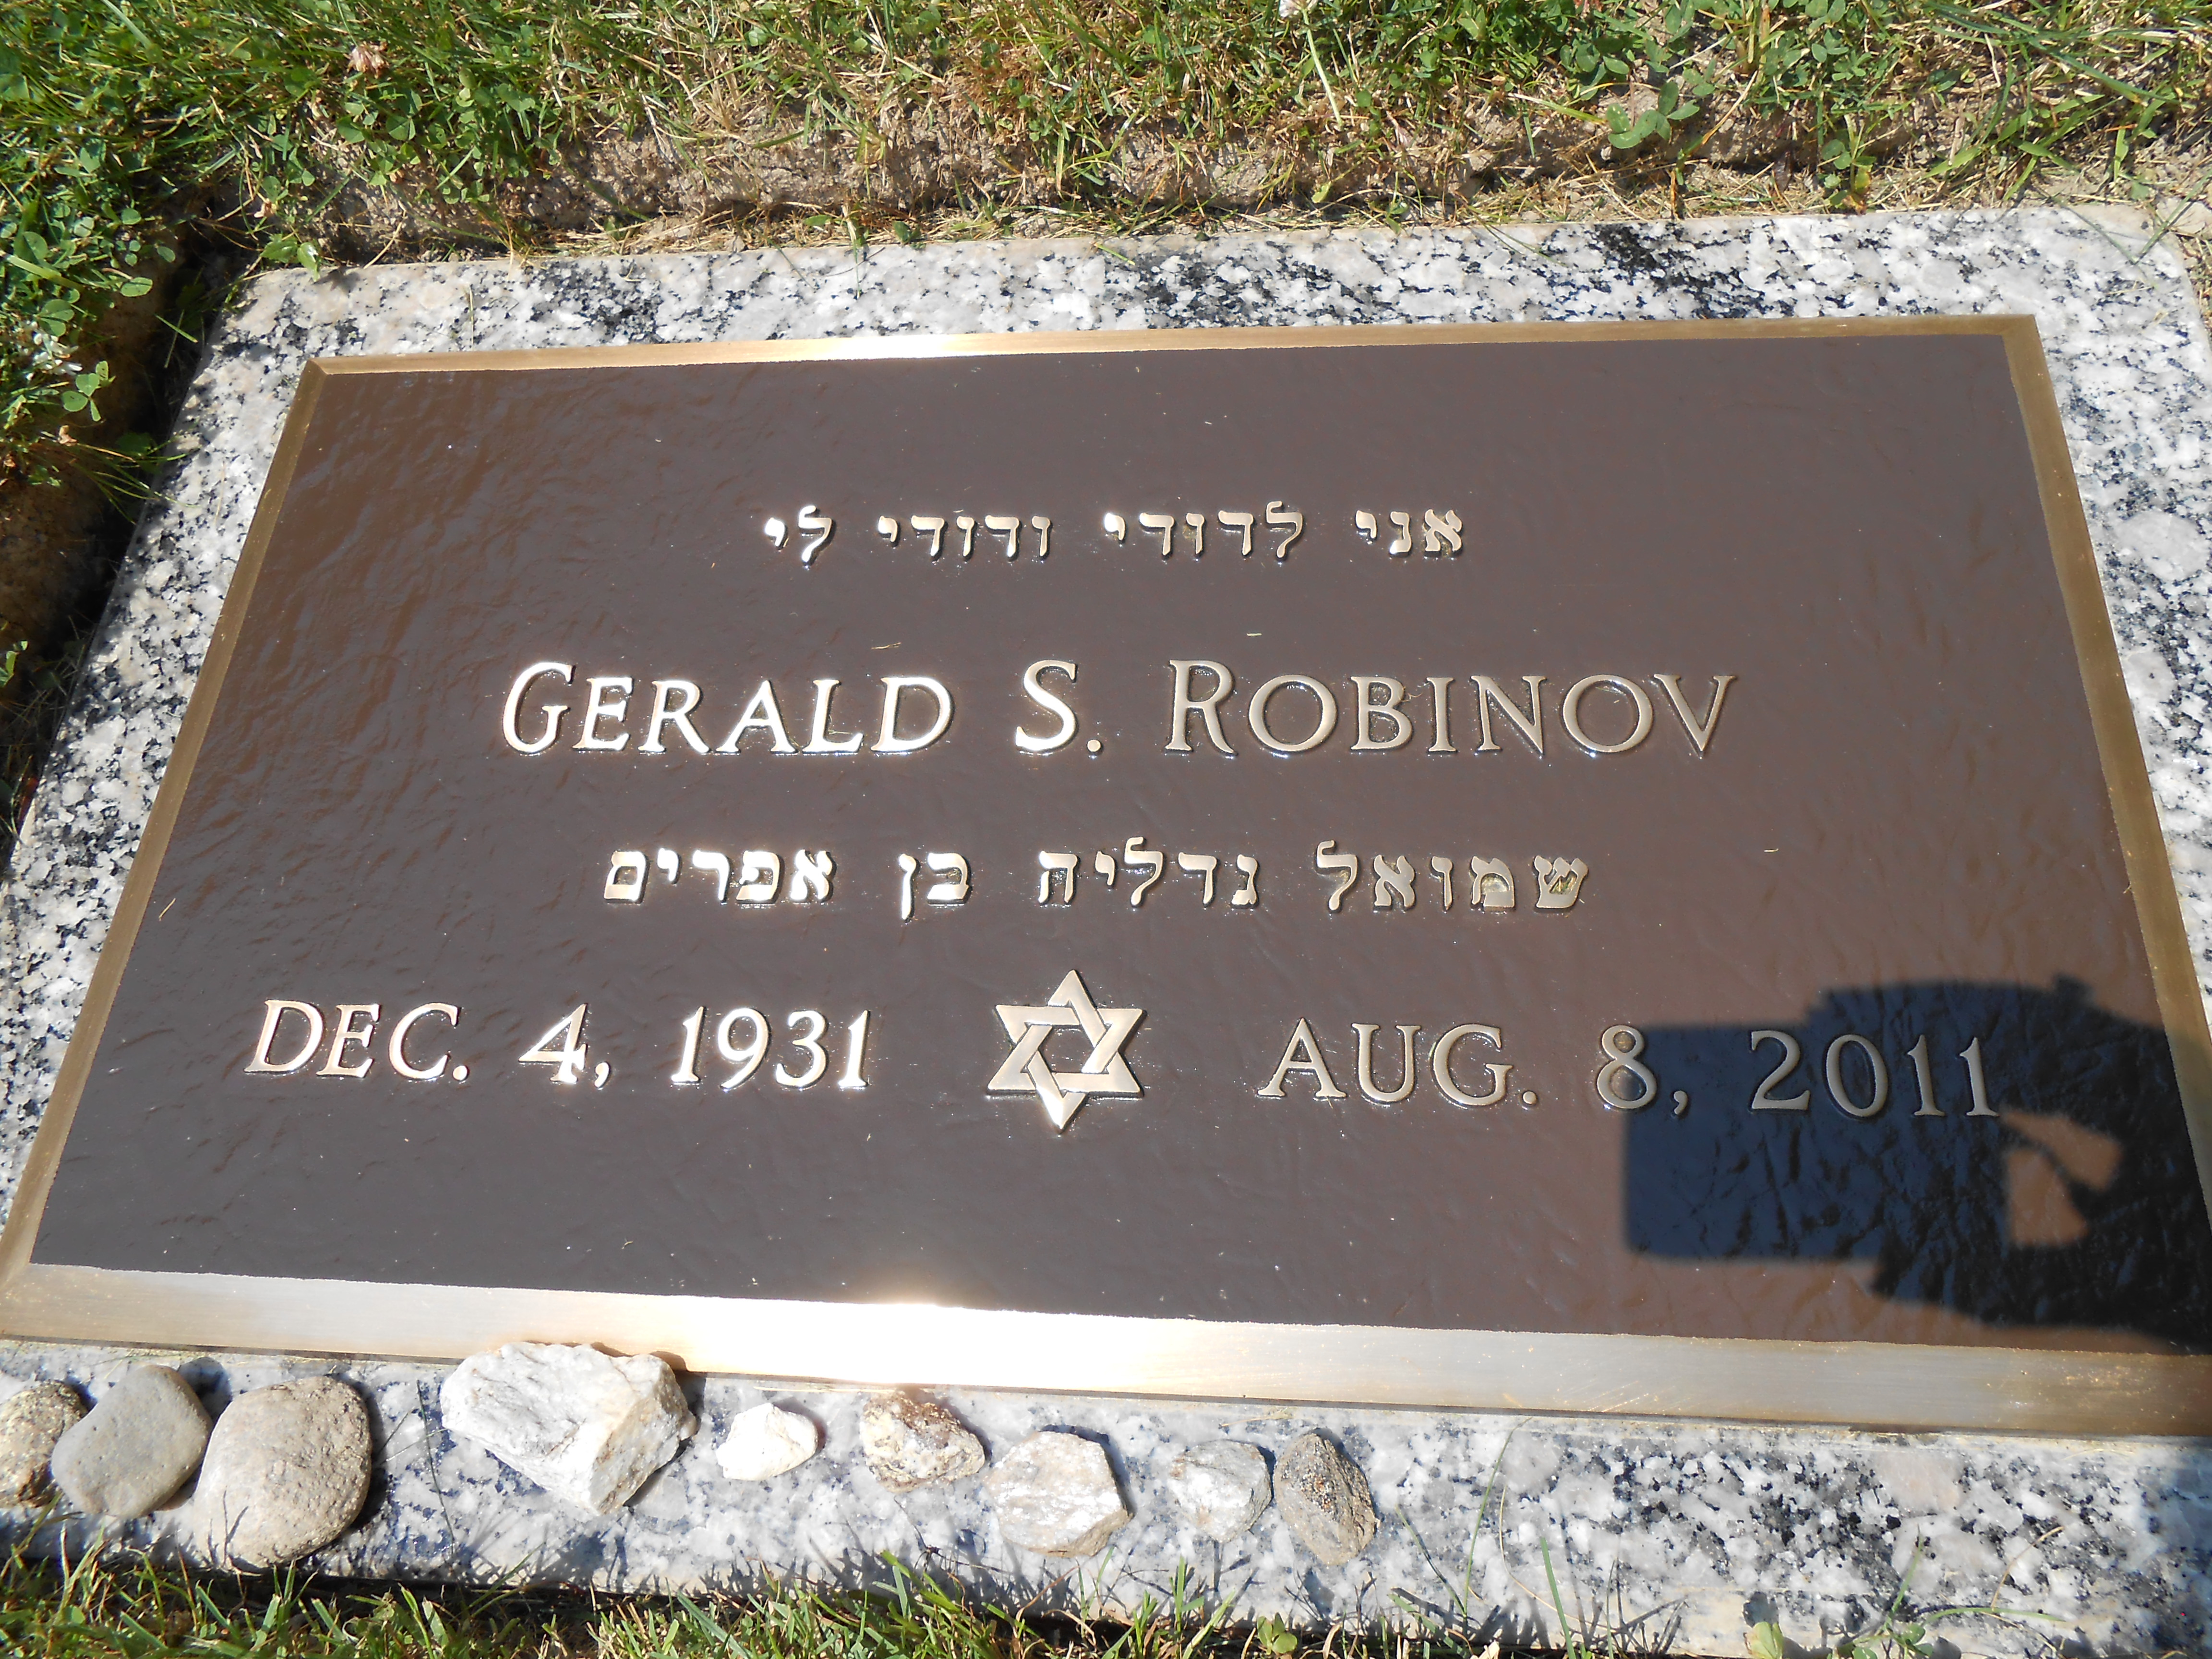 אני לדודי ודודי לי
GERALD S. ROBINOV
שמואל גדליה בן אפרים
DEC. 4, 1931 AUG. 8, 2011